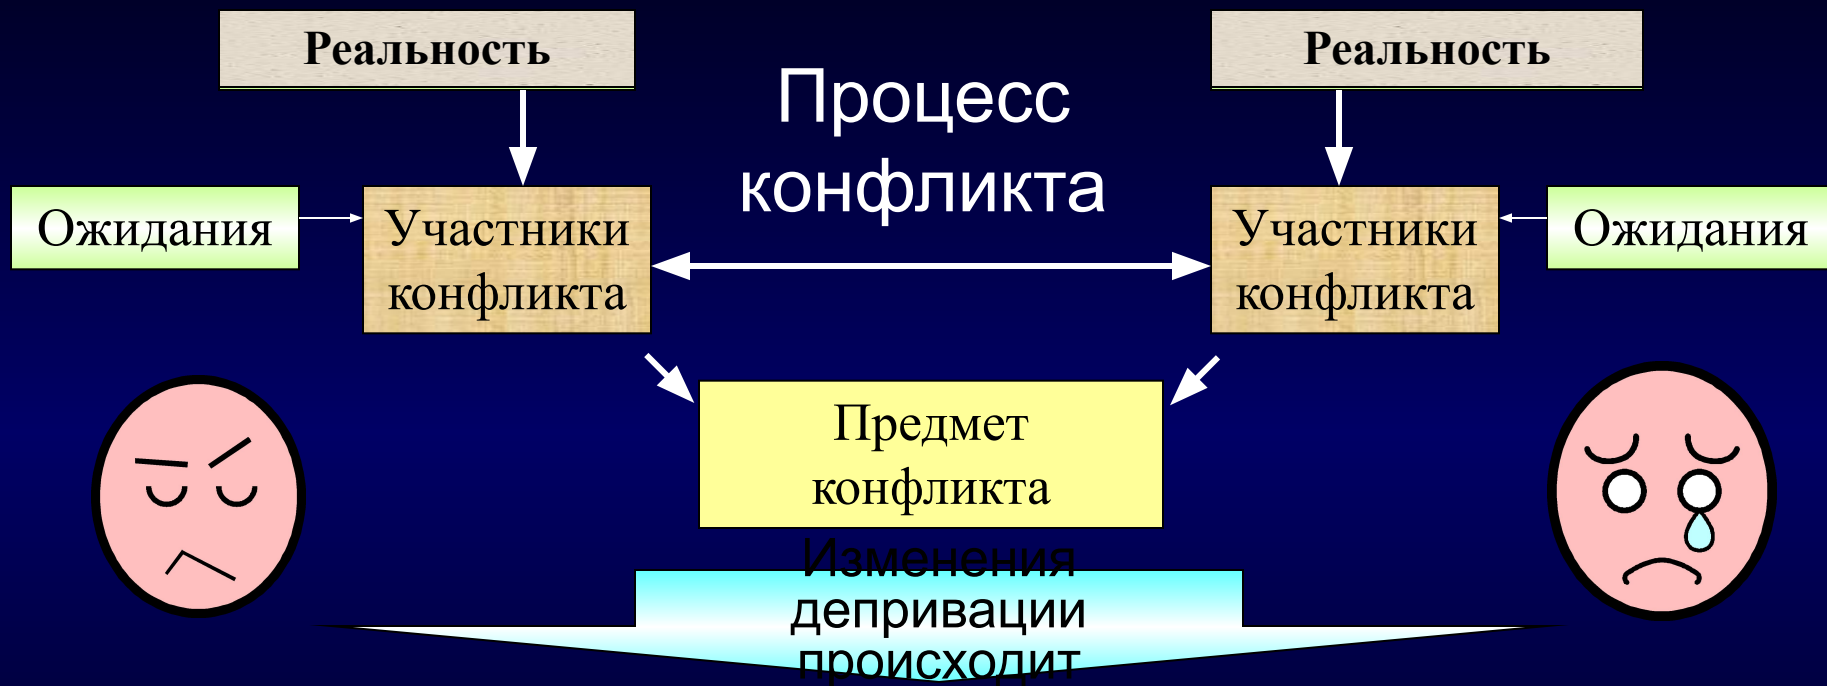 Реальность
Реальность
Процесс
конфликта
Ожидания
Участники
конфликта
Участники
конфликта
Ожидания
Предмет
конфликта
Изменения
депривации
происходит